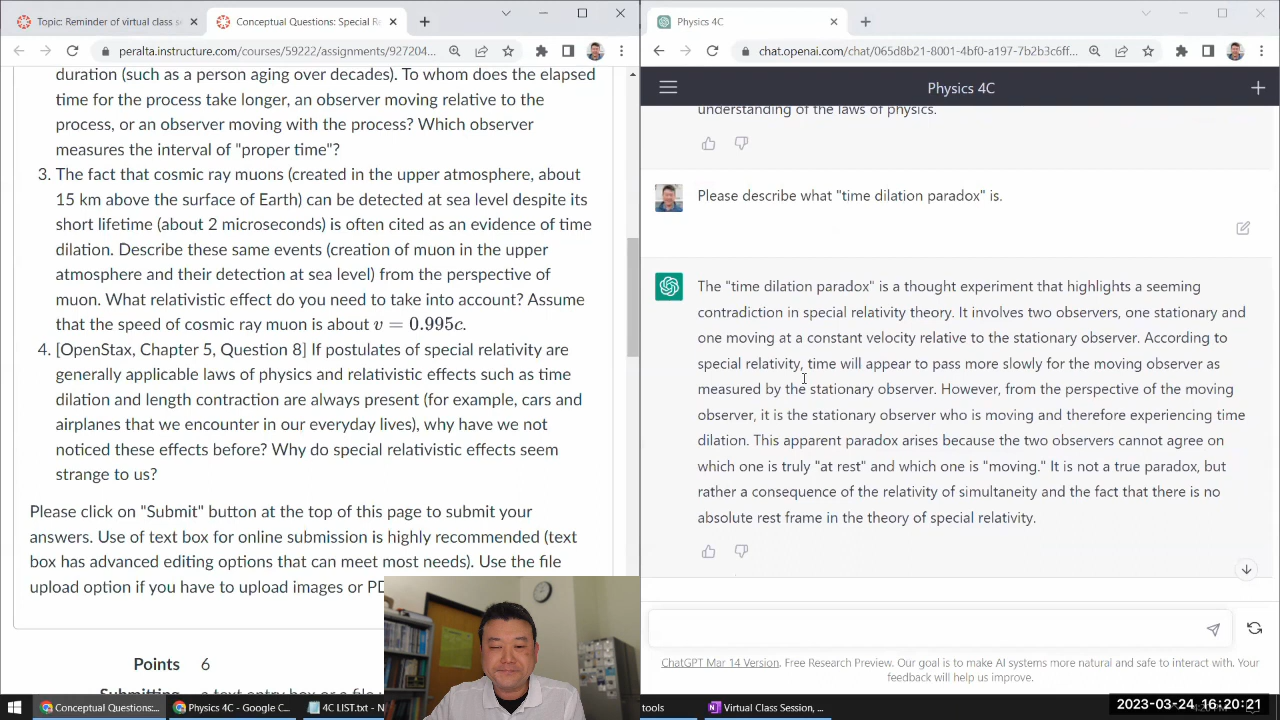 Topic: Reminder of virtual class s
Conceptual Questions: Special Re
peralta.instructure.com/courses/59222/assignments/927204...
duration (such as a person aging over decades). To whom does the elapsed
time for the process take longer, an observer moving relative to the
process, or an observer moving with the process? Which observer
measures the interval of "proper time"?
3. The fact that cosmic ray muons (created in the upper atmosphere, about
15 km above the surface of Earth) can be detected at sea level despite its
short lifetime (about 2 microseconds) is often cited as an evidence of time
dilation. Describe these same events (creation of muon in the upper
atmosphere and their detection at sea level) from the perspective of
muon. What relativistic effect do you need to take into account? Assume
that the speed of cosmic ray muon is about v = 0.995c.
4. [OpenStax, Chapter 5, Question 8] If postulates of special relativity are
generally applicable laws of physics and relativistic effects such as time
dilation and length contraction are always present (for example, cars and
airplanes that we encounter in our everyday lives), why have we not
noticed these effects before? Why do special relativistic effects seem
strange to us?
Please click on "Submit" button at the top of this page to submit your
answers. Use of text box for online submission is highly recommended (text
box has advanced editing options that can meet most needs). Use the file
upload option if you have to upload images or PD
Points 6
Submitting a text entry box or a file
Physics 4C
chat.openai.com/chat/065d8b21-8001-4bf0-a197-7b2b3c6ff...
Physics 4C
understanding of the laws of physics.
Please describe what "time dilation paradox" is.
The "time dilation paradox" is a thought experiment that highlights a seeming
contradiction in special relativity theory. It involves two observers, one stationary and
one moving at a constant velocity relative to the stationary observer. According to
special relativity, time will appear to pass more slowly for the moving observer as
measured by the stationary observer. However, from the perspective of the moving
observer, it is the stationary observer who is moving and therefore experiencing time
dilation. This apparent paradox arises because the two observers cannot agree on
which one is truly "at rest" and which one is "moving." It is not a true paradox, but
rather a consequence of the relativity of simultaneity and the fact that there is no
absolute rest frame in the theory of special relativity.
ChatGPT Mar 14 Version. Free Research Preview. Our goal is to make AI systems more natural and safe to interact with. Your
feedback will help us improve.
Conceptual Questions:...
Physics 4C - Google C...
4C LIST.txt - N
tools
Virtual Class Session, ...
2023-03-24 16:20:21